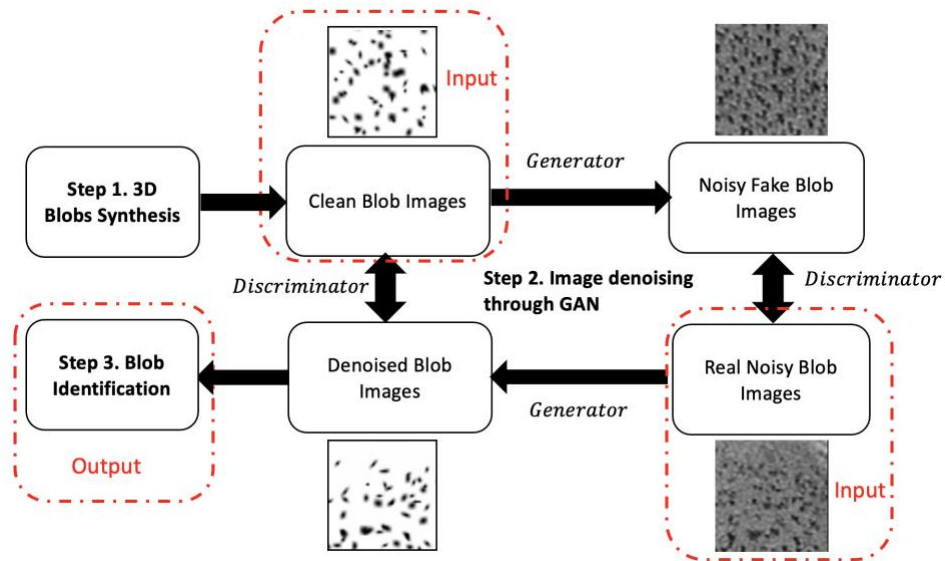 Input
Generator
Step 1. 3D
Blobs Synthesis
Clean Blob Images
Noisy Fake Blob
Images
Discriminator
Step 2. Image denoising
through GAN
Discriminator
Step 3. Blob
Identification
Denoised Blob
Images
Real Noisy Blob
Images
Generator
Output
Input